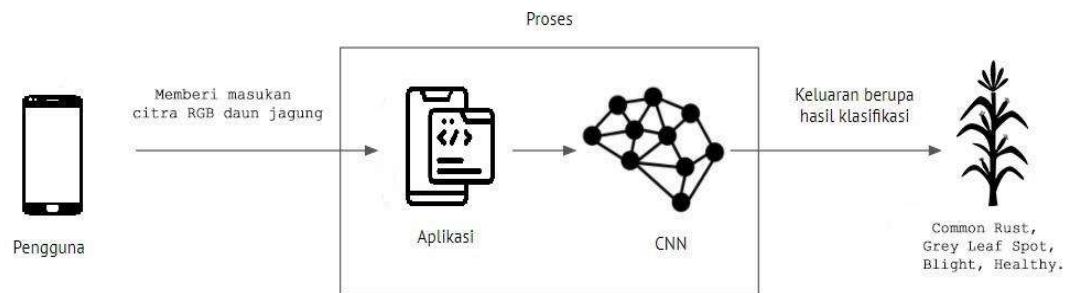 Proses
Memberi masukan
citra RGB daun jagung
Keluaran berupa
hasil klasifikasi
</>
Pengguna
Aplikasi
CNN
Common Rust,
Grey Leaf Spot,
Blight, Healthy.